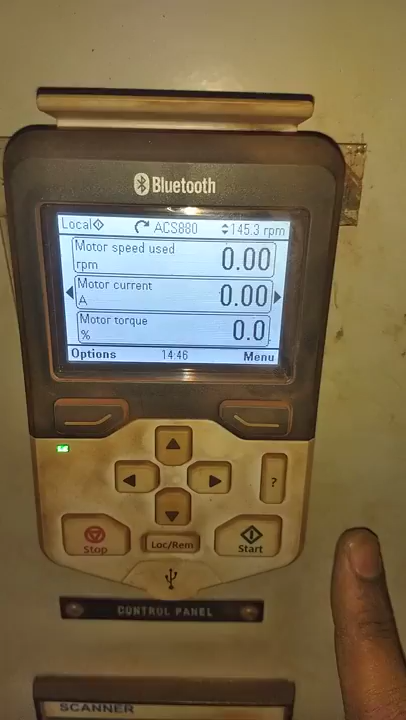 Bluetooth
Local ACS880 145.3 rpm
Motor speed used
rpm 0.00
Motor current
A 0.00
Motor torque
% 0.0
Options 14:46 Menu
?
Stop Loc/Rem Start
CONTROL PANEL
SCANNER